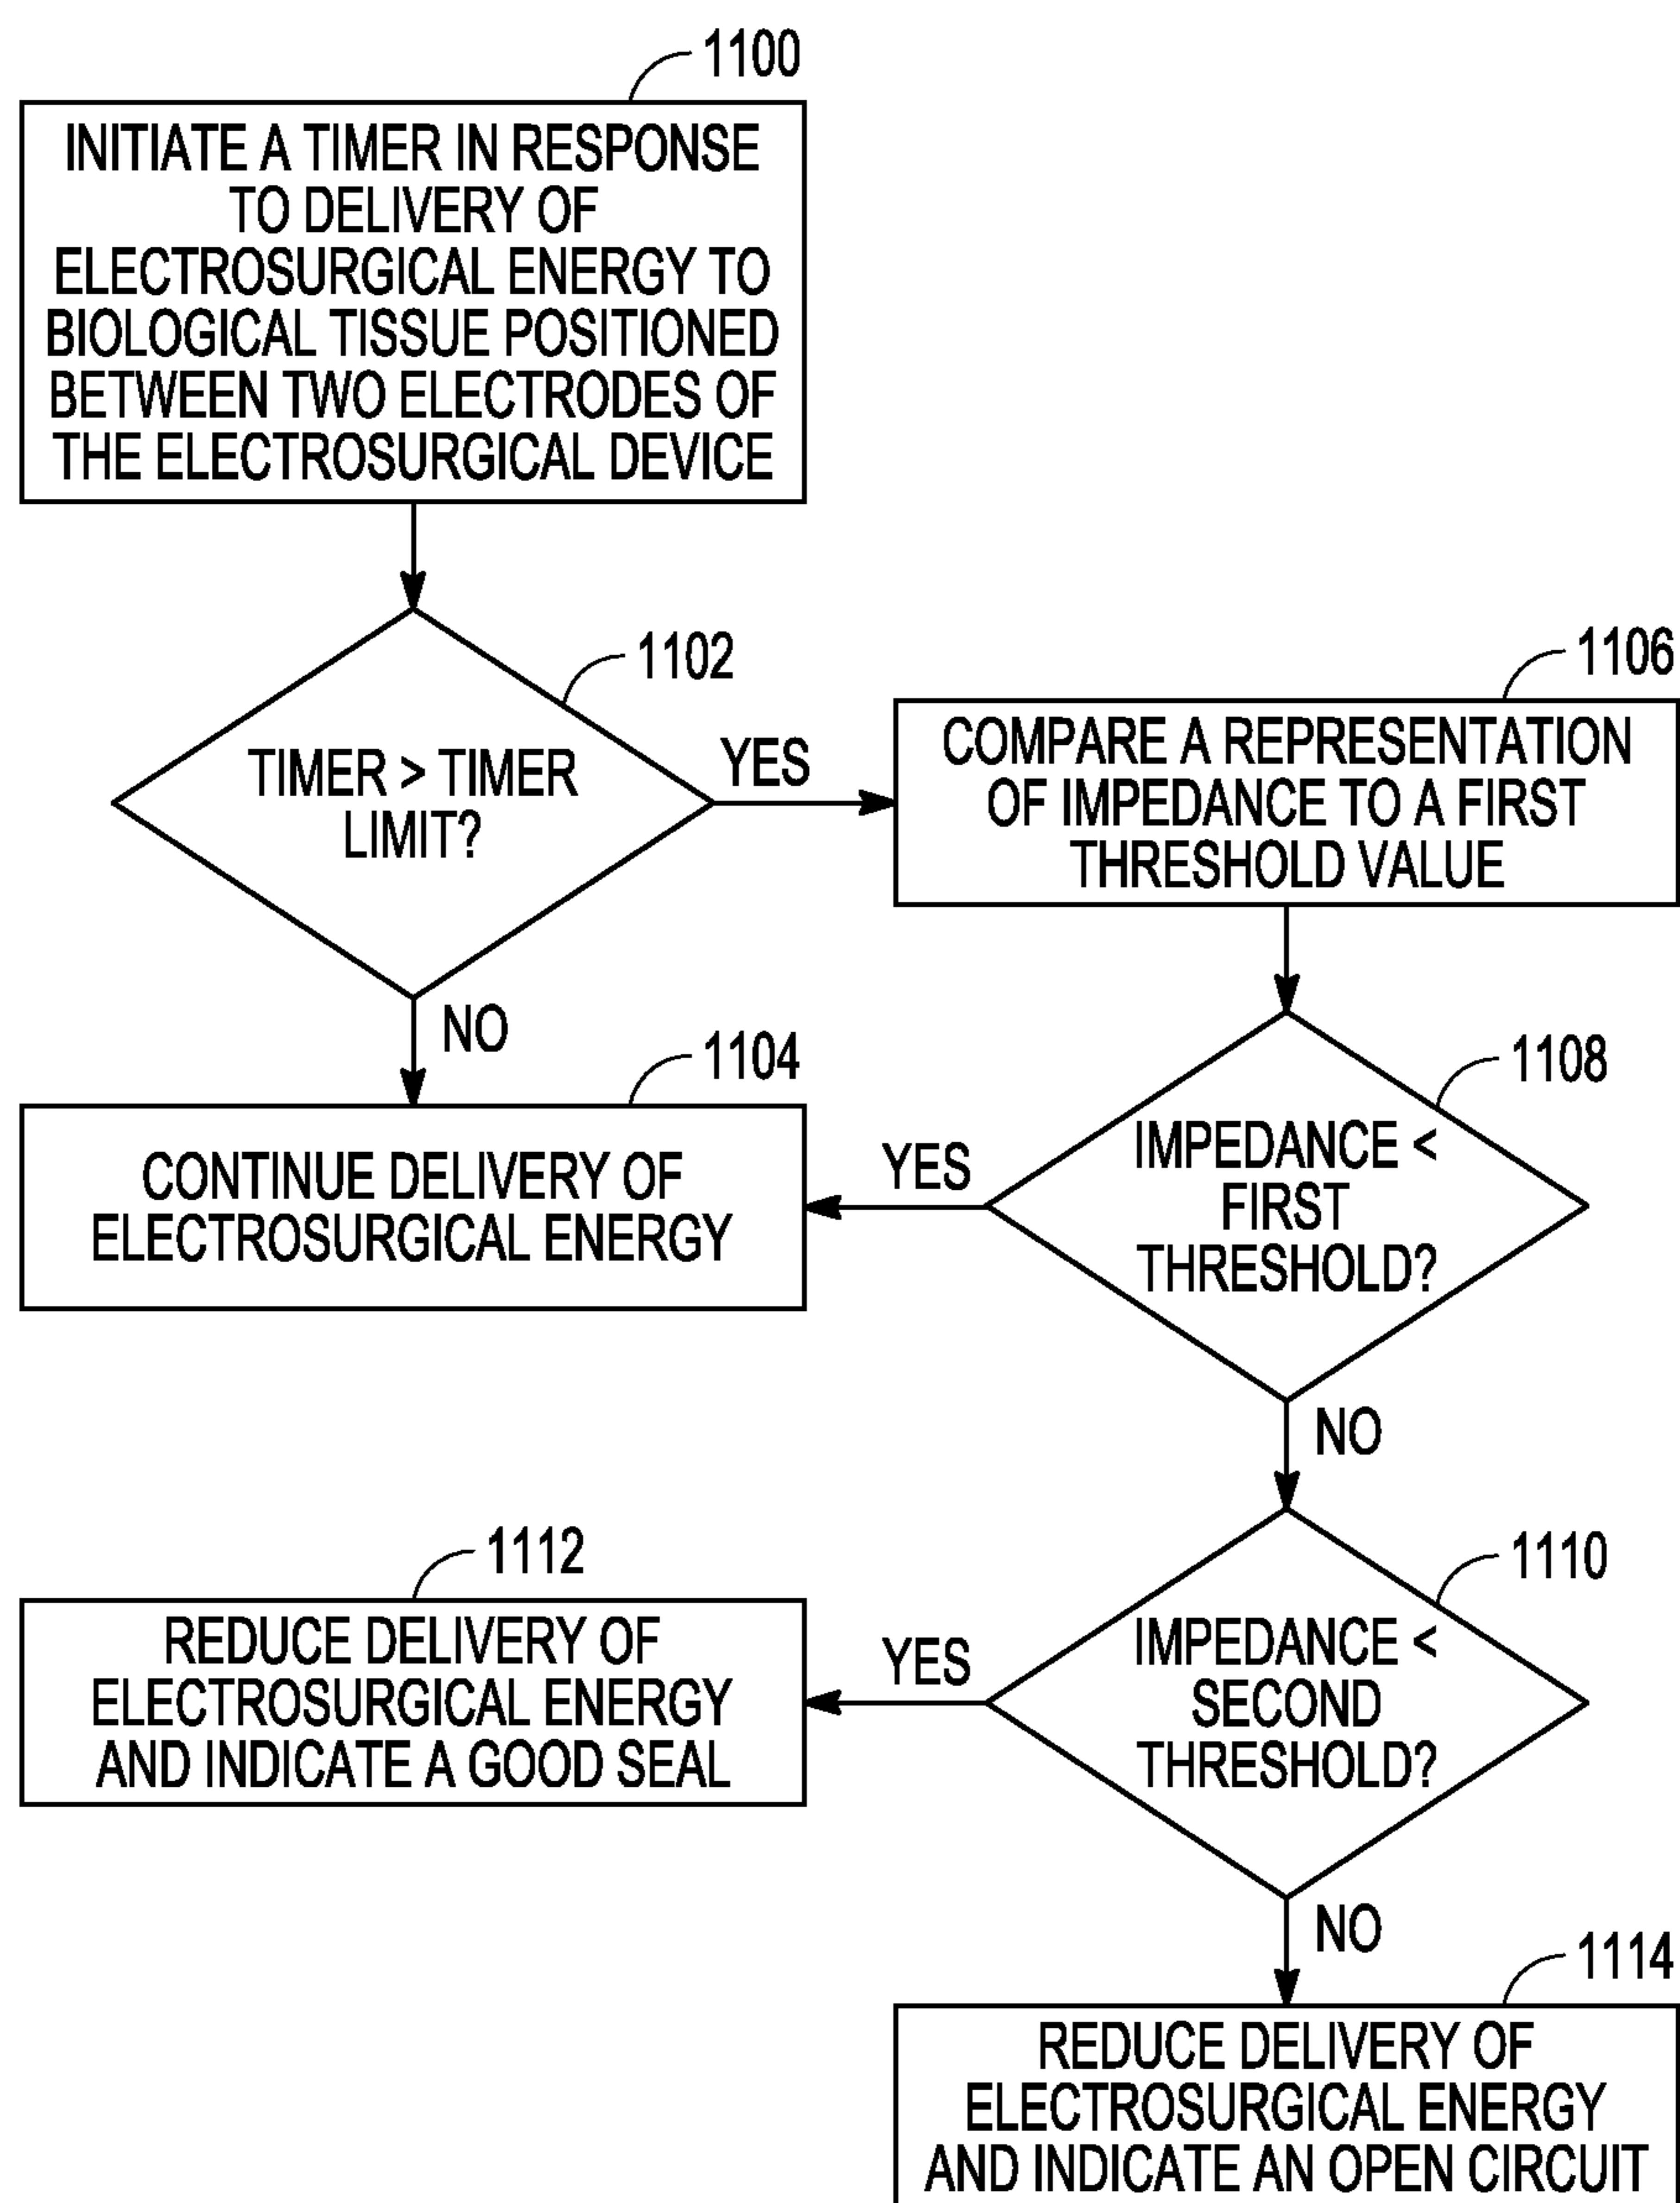 1100
INITIATE A TIMER IN RESPONSE
TO DELIVERY OF
ELECTROSURGICAL ENERGY TO
BIOLOGICAL TISSUE POSITIONED
BETWEEN TWO ELECTRODES OF
THE ELECTROSURGICAL DEVICE
1102
TIMER > TIMER
LIMIT?
YES
NO
1106
COMPARE A REPRESENTATION
OF IMPEDANCE TO A FIRST
THRESHOLD VALUE
1104
CONTINUE DELIVERY OF
ELECTROSURGICAL ENERGY
1108
IMPEDANCE <
FIRST
THRESHOLD?
YES
NO
1110
IMPEDANCE <
SECOND
THRESHOLD?
YES
NO
1112
REDUCE DELIVERY OF
ELECTROSURGICAL ENERGY
AND INDICATE A GOOD SEAL
1114
REDUCE DELIVERY OF
ELECTROSURGICAL ENERGY
AND INDICATE AN OPEN CIRCUIT